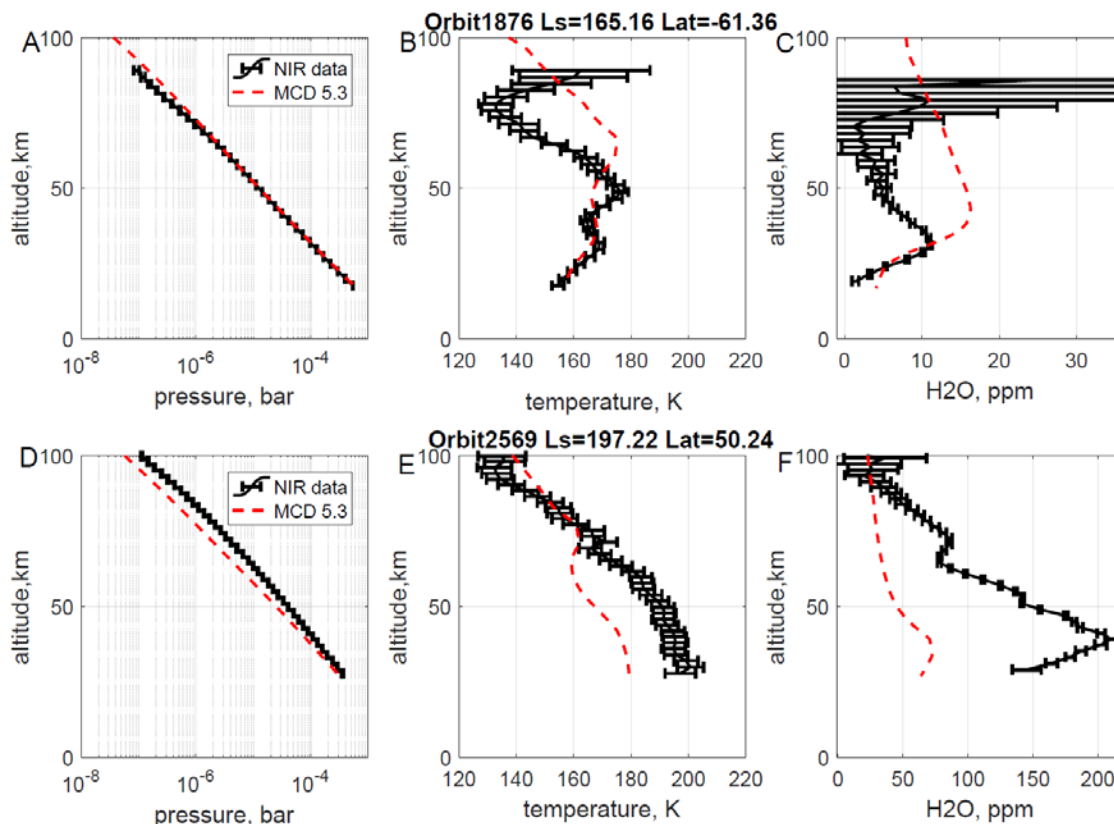 Orbit1876 Ls=165.16 Lat=-61.36
A
100
50
0
altitude,km
NIR data
MCD 5.3
10-8
10-6
10-4
pressure, bar
B
100
50
0
altitude,km
120 140 160 180 200 220
temperature, K
C
100
50
0
altitude,km
0 10 20 30
H2O, ppm
Orbit2569 Ls=197.22 Lat=50.24
D
100
50
0
altitude,km
NIR data
MCD 5.3
10-8
10-6
10-4
pressure, bar
E
100
50
0
altitude,km
120 140 160 180 200 220
temperature, K
F
100
50
0
altitude,km
0 50 100 150 200
H2O, ppm